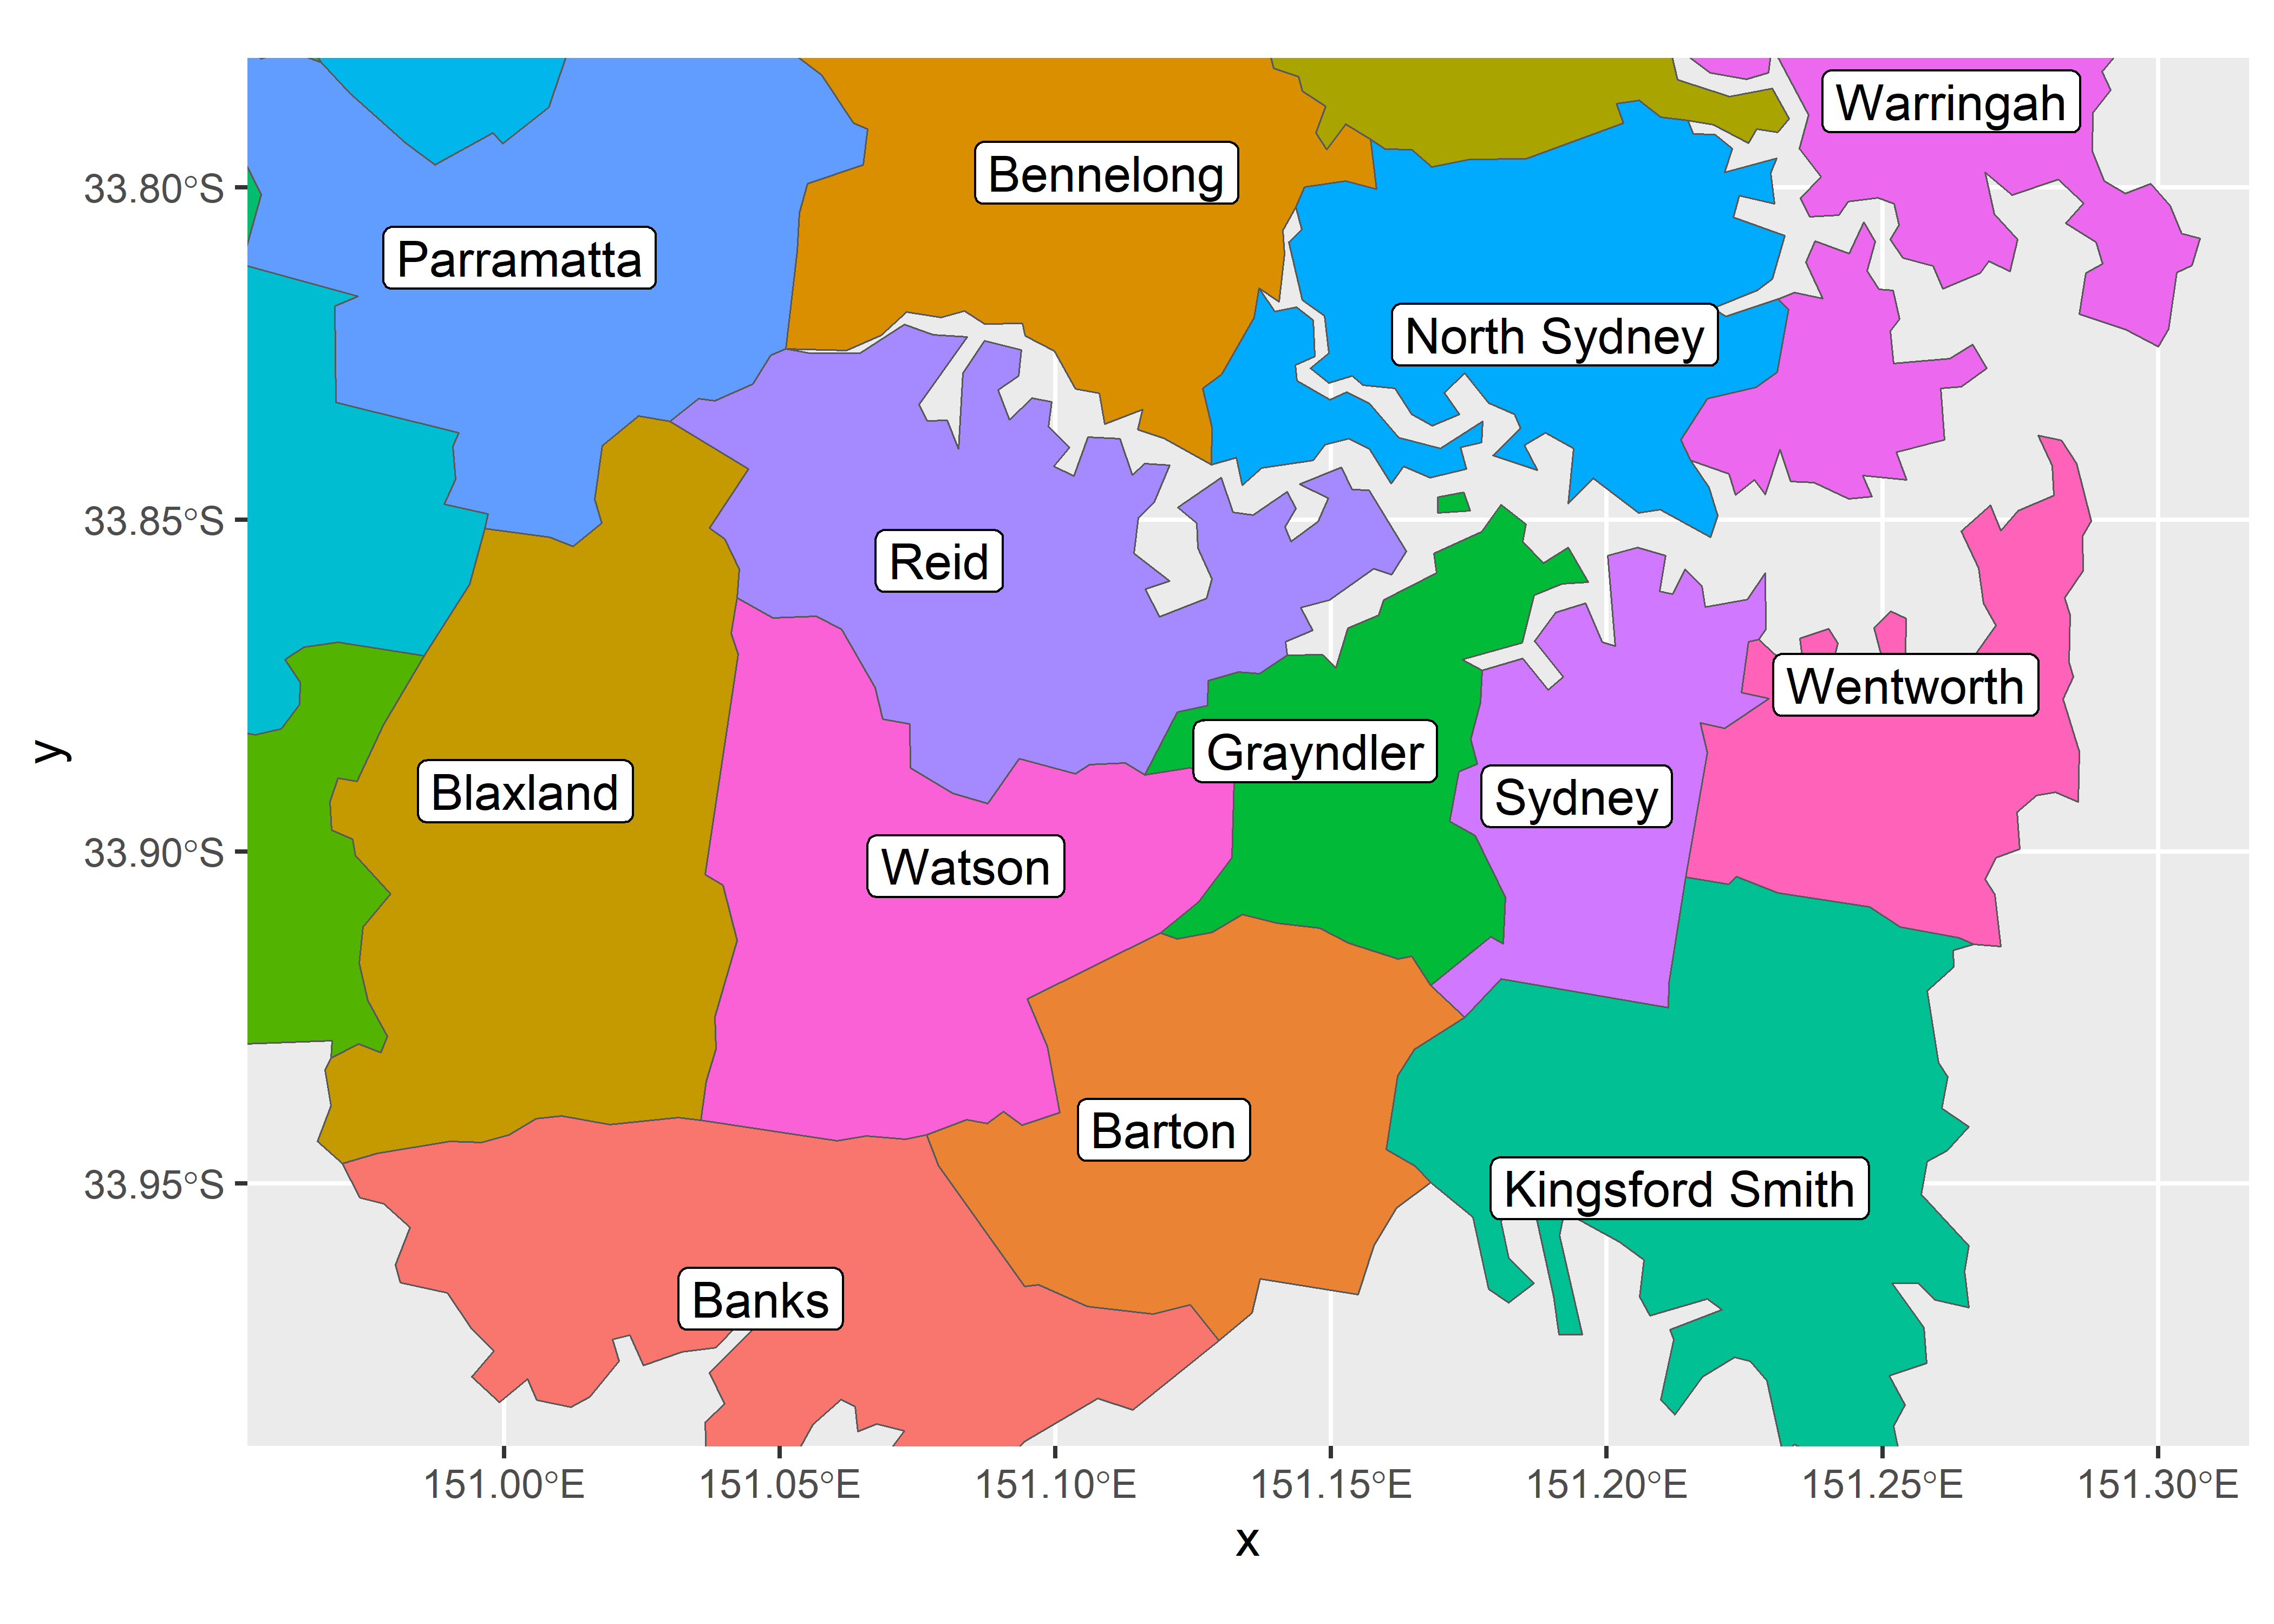 Warringah
Bennelong
33.80°S
Parramatta
North Sydney
33.85°S
Reid
Wentworth
Grayndler
y
Blaxland
Sydney
33.90°S
Watson
Barton
33.95°S
Kingsford Smith
Banks
151.00°E 151.05°E 151.10°E 151.15°E 151.20°E 151.25°E 151.30°E
x